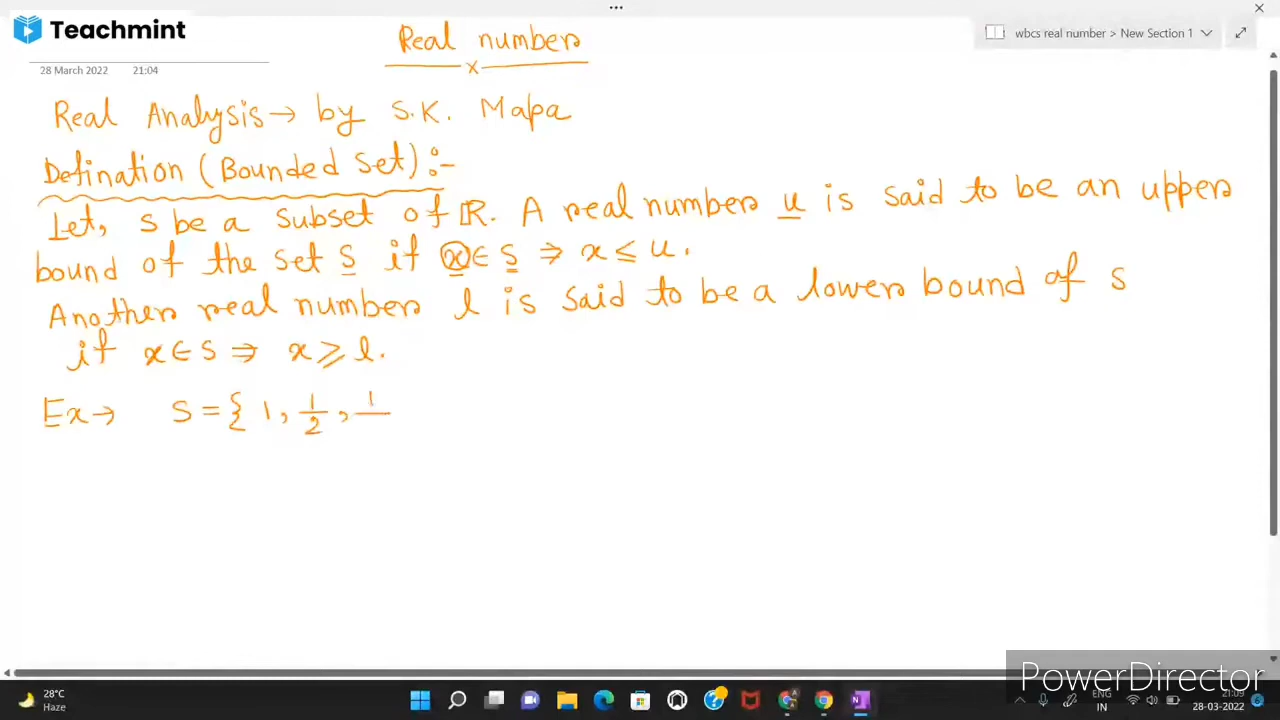 Teachmint
Real numbers
wbcs real number > New Section 1
28 March 2022 21:04
x
Real Analysis → by S.K. Mapa
Defination (Bounded Set) :-
Let, S be a subset of ℝ. A real number u is said to be an upper
bound of the set S if x ∈ S ⇒ x ≤ u.
Another real number l is said to be a lower bound of S
if x ∈ S ⇒ x ≥ l.
Ex → S = { 1, 1/2, 1/
PowerDirector
28°C
Haze
ENG
IN
21:09
28-03-2022